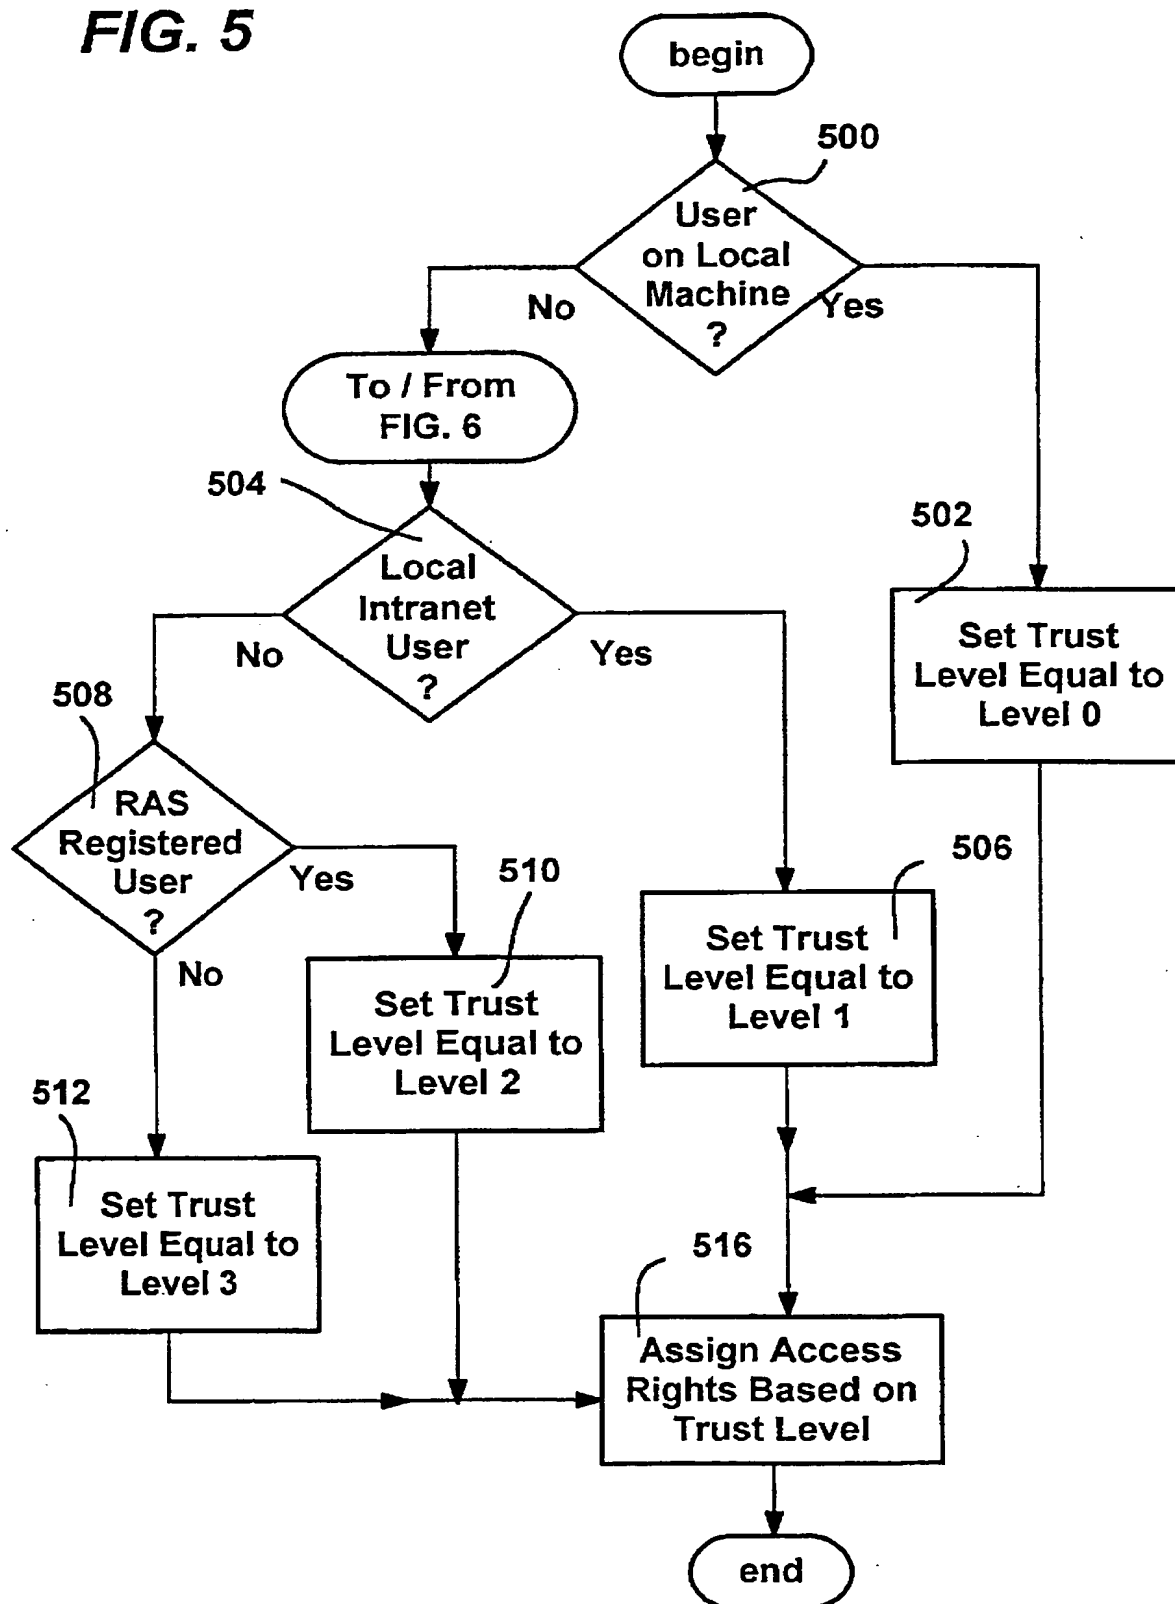 FIG. 5
begin
500
User
on Local
Machine
?
No
Yes
To / From
FIG. 6
504
Local
Intranet
User
?
No
Yes
502
Set Trust
Level Equal to
Level 0
508
RAS
Registered
User
?
Yes
No
510
Set Trust
Level Equal to
Level 2
506
Set Trust
Level Equal to
Level 1
512
Set Trust
Level Equal to
Level 3
516
Assign Access
Rights Based on
Trust Level
end